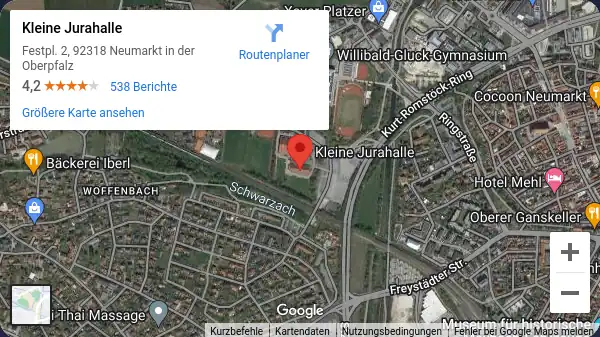 Kleine Jurahalle
Festpl. 2, 92318 Neumarkt in der
Oberpfalz
4,2
538 Berichte
Größere Karte ansehen
Routenplaner
Xaver Platzer
Willibald-Gluck-Gymnasium
Kurt-Romstöck-Ring
Cocoon Neumarkt
Ringstraße
Kleine Jurahalle
Bäckerei Iberl
WOFFENBACH
Schwarzach
Hotel Mehl
Oberer Ganskeller
Freystädter Str.
i Thai Massage
Google
Museum für historische
Kurzbefehle
Kartendaten
Nutzungsbedingungen
Fehler bei Google Maps melden